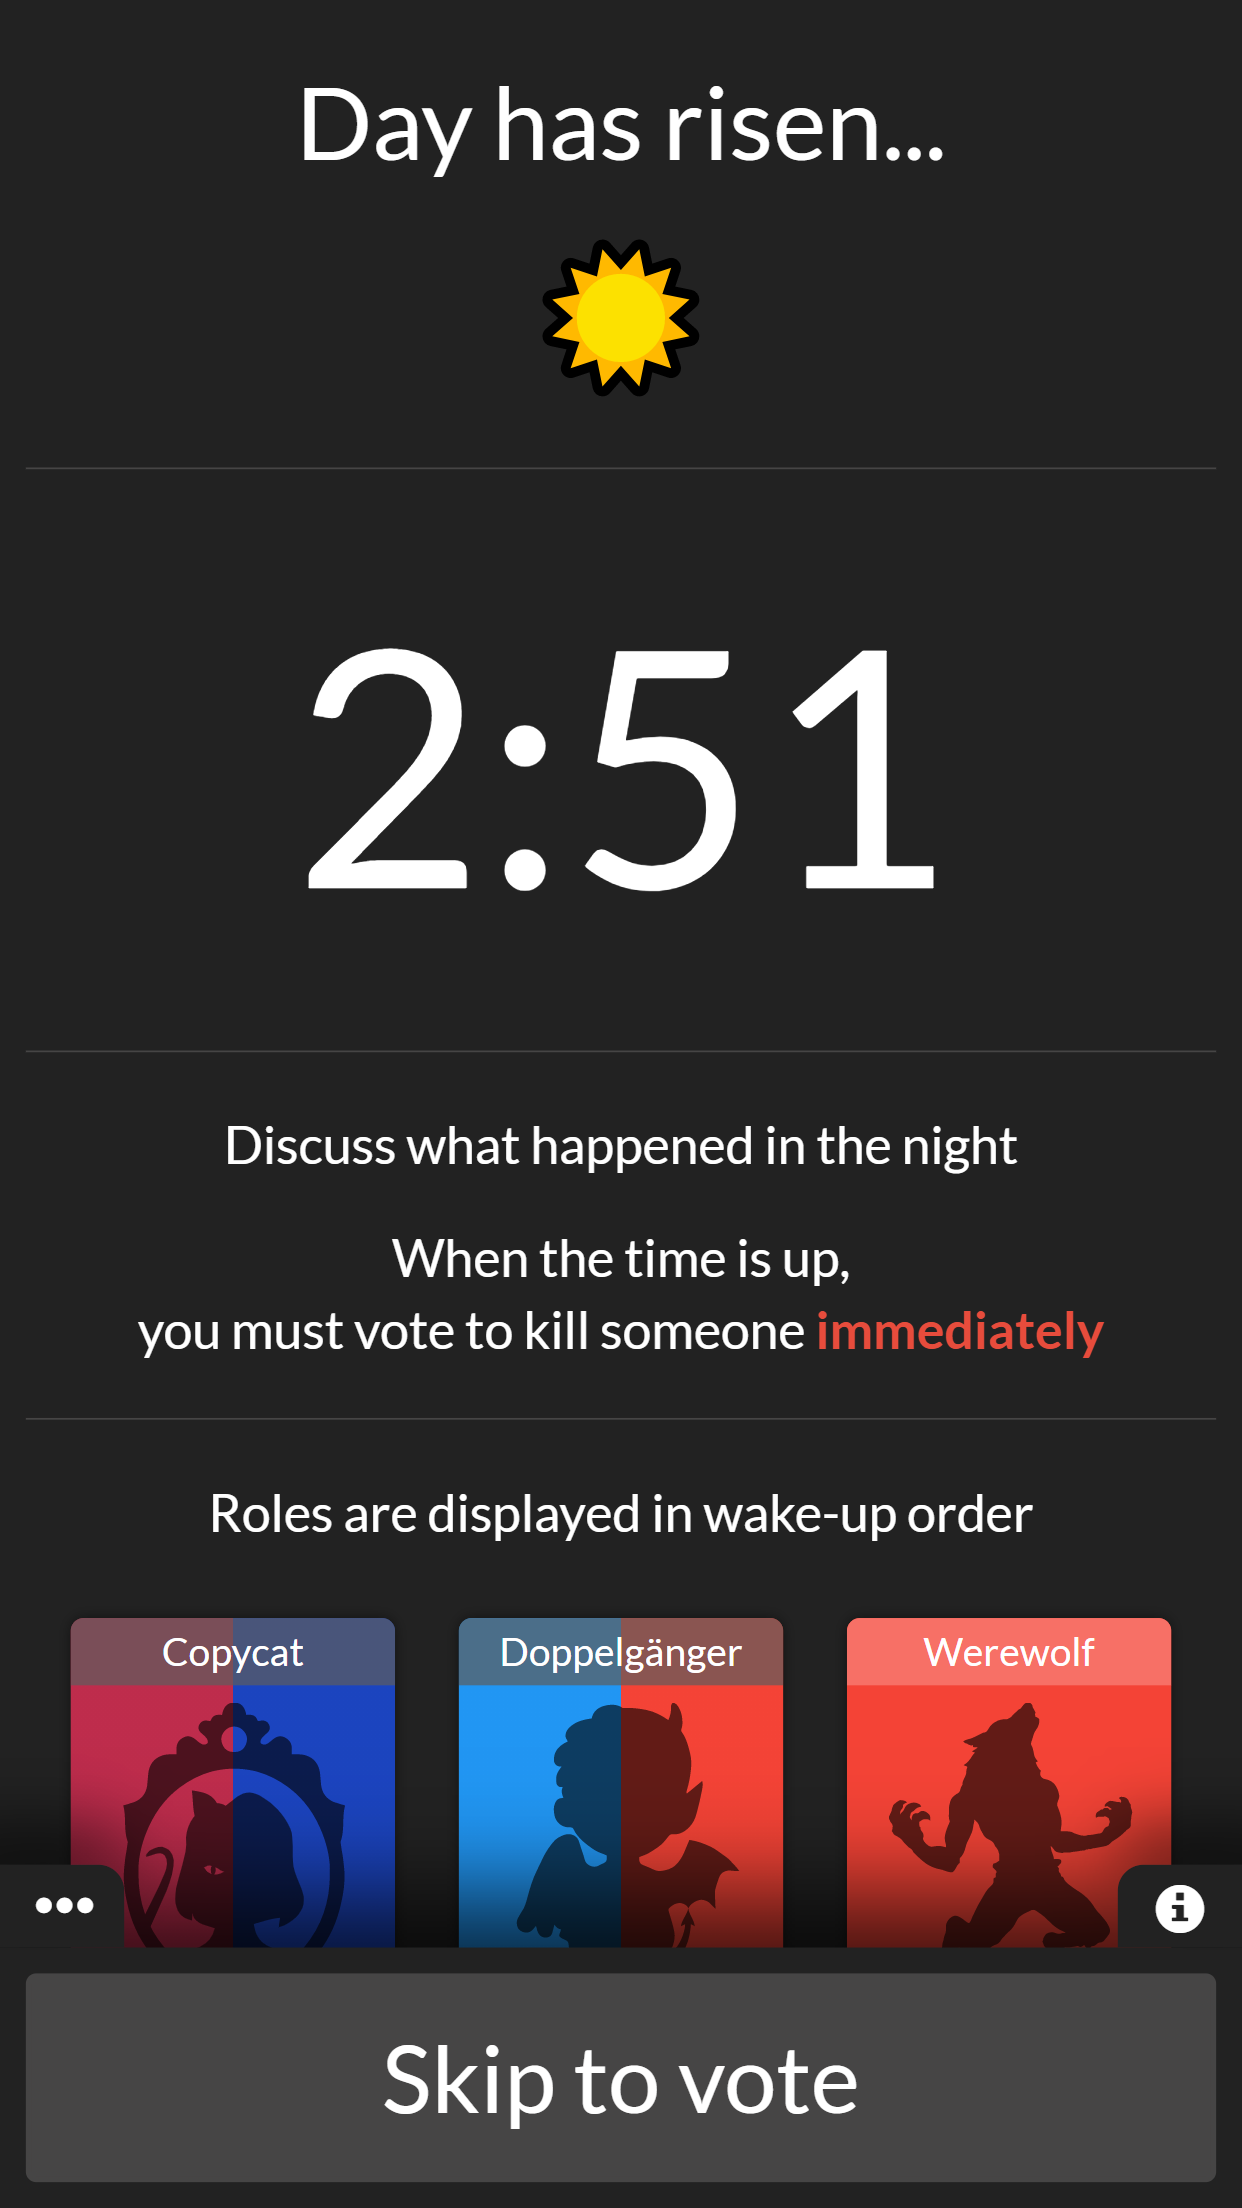 Day has risen...
2:51
Discuss what happened in the night
When the time is up,
you must vote to kill someone immediately
Roles are displayed in wake-up order
Copycat
Doppelgänger
Werewolf
Skip to vote